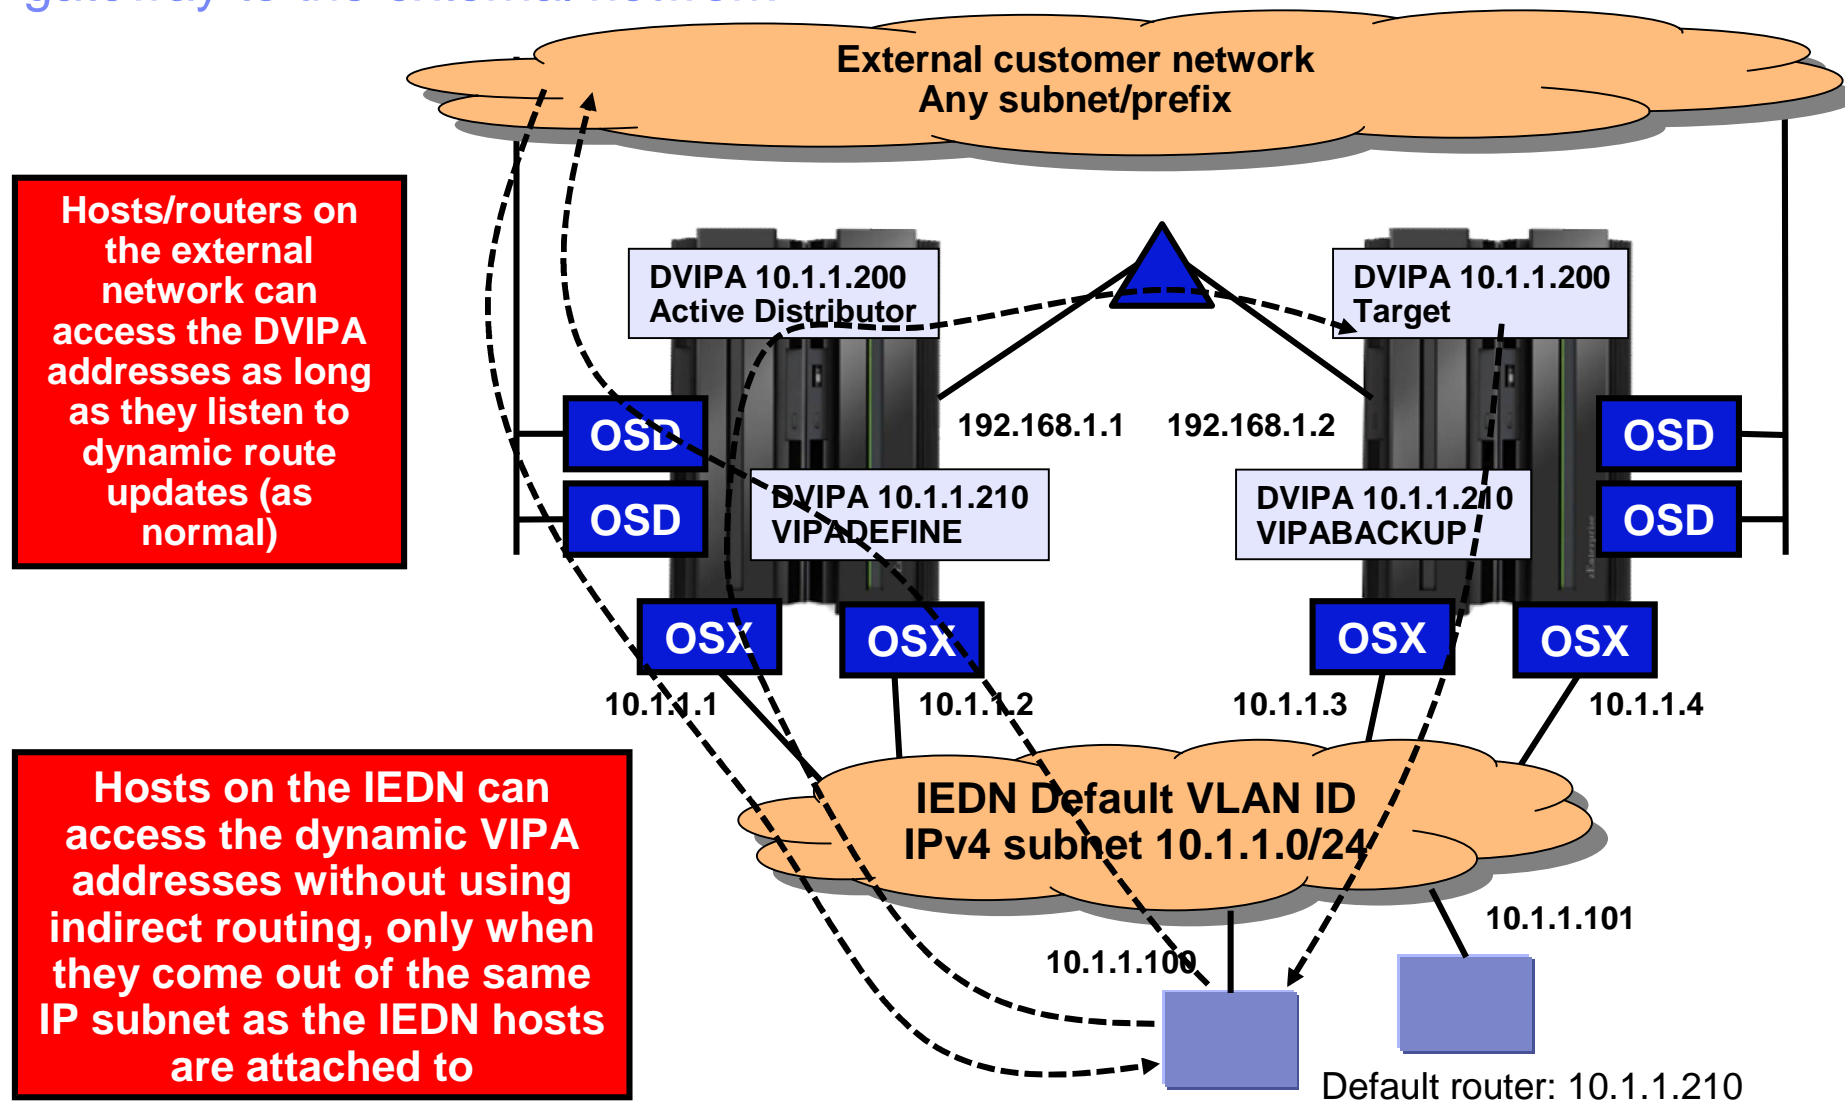 gateway to the external network
External customer network
Any subnet/prefix
Hosts/routers on
the external
network can
access the DVIPA
addresses as long
as they listen to
dynamic route
updates (as
normal)
DVIPA 10.1.1.200
Active Distributor
DVIPA 10.1.1.200
Target
192.168.1.1
192.168.1.2
OSD
OSD
OSD
OSD
DVIPA 10.1.1.210
VIPADEFINE
DVIPA 10.1.1.210
VIPABACKUP
zEnterprise
OSX
OSX
OSX
OSX
10.1.1.1
10.1.1.2
10.1.1.3
10.1.1.4
Hosts on the IEDN can
access the dynamic VIPA
addresses without using
indirect routing, only when
they come out of the same
IP subnet as the IEDN hosts
are attached to
IEDN Default VLAN ID
IPv4 subnet 10.1.1.0/24
10.1.1.100
10.1.1.101
Default router: 10.1.1.210